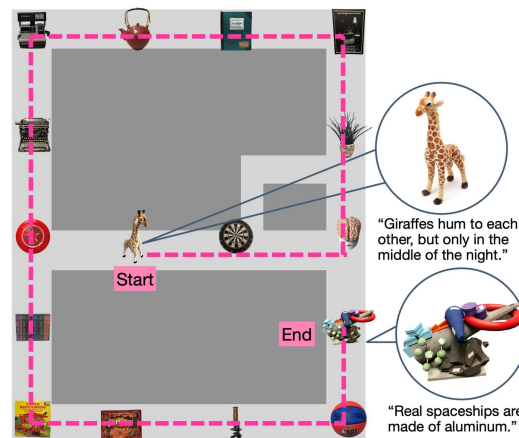 “Giraffes hum to each
other, but only in the
middle of the night.”
Start
End
“Real spaceships are
made of aluminum.”